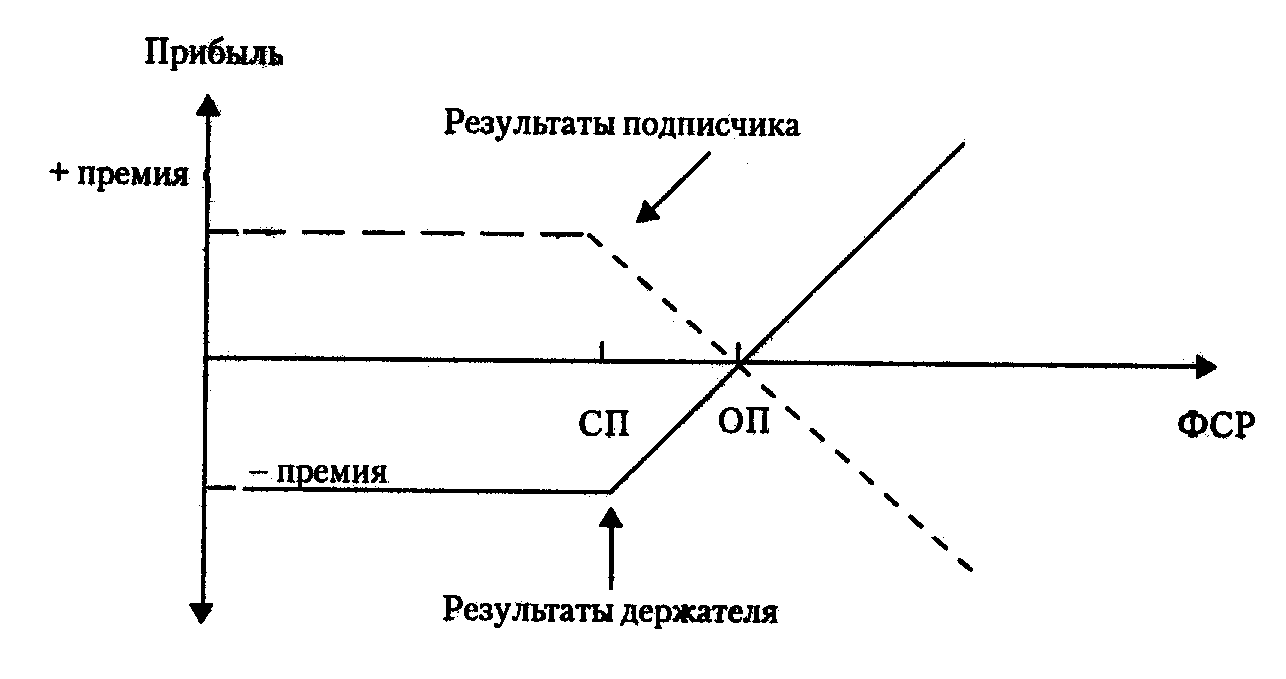 Прибыль
Результаты подписчика
+ премия
СП
ОП
ФСР
– премия
Результаты держателя